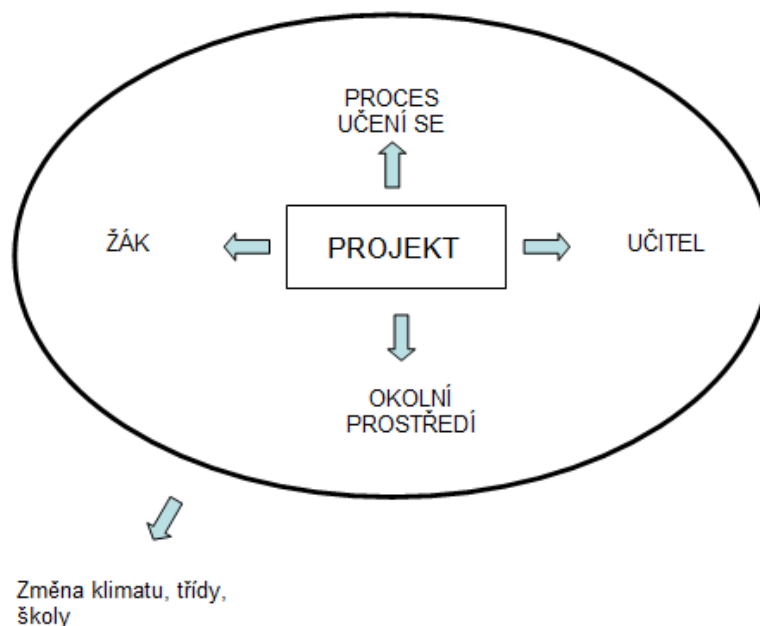 PROCES
UČENÍ SE
ŽÁK
PROJEKT
UČITEL
OKOLNÍ
PROSTŘEDÍ
Změna klimatu, třídy,
školy